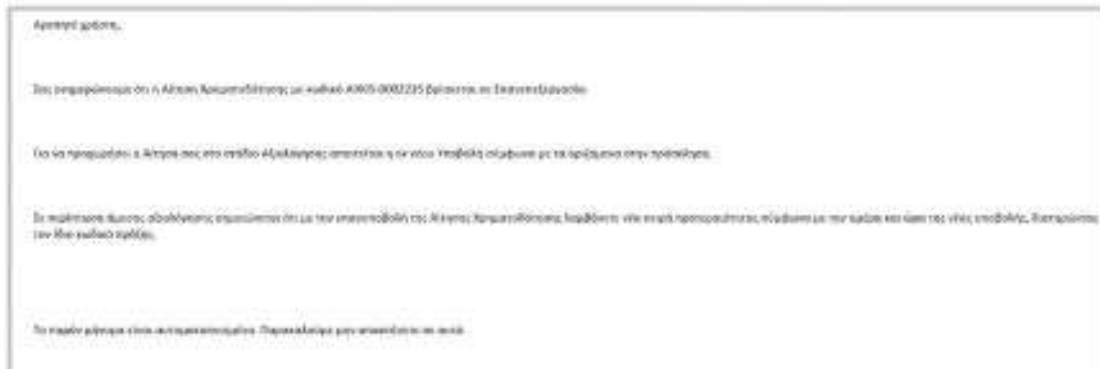 Αγαπητέ χρήστη,
Σας ενημερώνουμε ότι η Αίτηση Χρηματοδότησης με κωδικό βρίσκεται σε Επανεπεξεργασία.
Για να προχωρήσει η Αίτηση σας στο στάδιο Αξιολόγησης απαιτείται η εκ νέου Υποβολή σύμφωνα με τα οριζόμενα στην πρόσκληση.
Σε περίπτωση άμεσης αξιολόγησης σημειώνεται ότι με την επανυποβολή της Αίτησης Χρηματοδότησης λαμβάνετε νέα σειρά προτεραιότητας, σύμφωνα με την ημέρα και ώρα της νέας υποβολής, διατηρώντας
τον ίδιο κωδικό πράξης.
Το παρόν μήνυμα είναι αυτοματοποιημένο. Παρακαλούμε μην απαντήσετε σε αυτό.